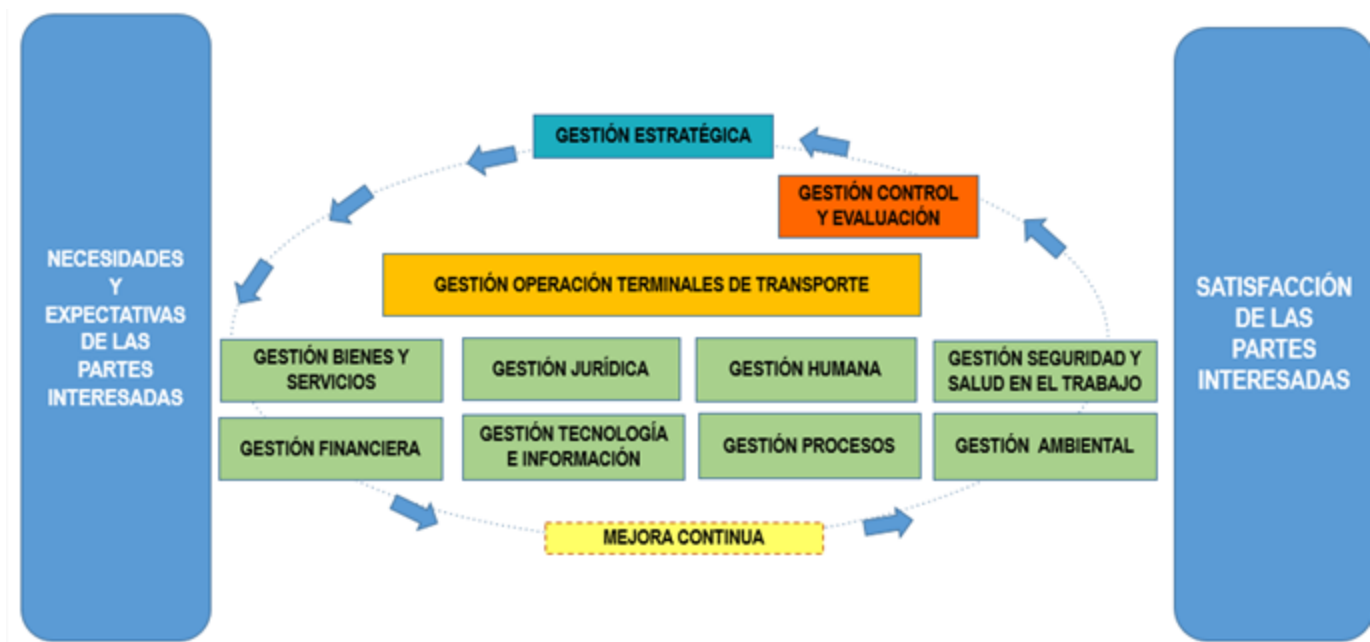 NECESIDADES
Y
EXPECTATIVAS
DE LAS
PARTES
INTERESADAS
GESTIÓN ESTRATÉGICA
GESTIÓN CONTROL
Y EVALUACIÓN
GESTIÓN OPERACIÓN TERMINALES DE TRANSPORTE
GESTIÓN BIENES Y
SERVICIOS
GESTIÓN JURÍDICA
GESTIÓN HUMANA
GESTIÓN SEGURIDAD Y
SALUD EN EL TRABAJO
GESTIÓN FINANCIERA
GESTIÓN TECNOLOGÍA
E INFORMACIÓN
GESTIÓN PROCESOS
GESTIÓN AMBIENTAL
MEJORA CONTINUA
SATISFACCIÓN
DE LAS
PARTES
INTERESADAS